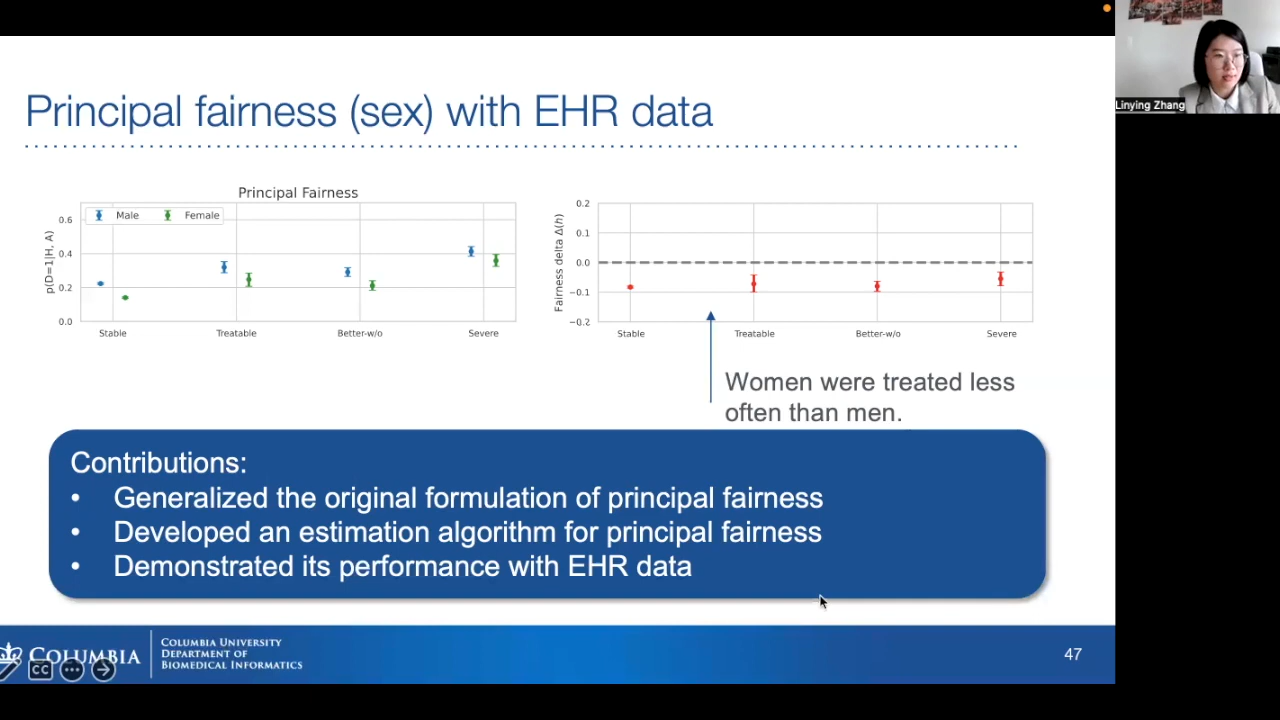 Linying Zhang
Principal fairness (sex) with EHR data
Principal Fairness
Male Female
p(D=1|H, A)
0.6
0.4
0.2
0.0
Stable Treatable Better-w/o Severe
Fairness delta Δ(h)
0.2
0.1
0.0
−0.1
−0.2
Stable Treatable Better-w/o Severe
Women were treated less
often than men.
Contributions:
• Generalized the original formulation of principal fairness
• Developed an estimation algorithm for principal fairness
• Demonstrated its performance with EHR data
COLUMBIA
COLUMBIA UNIVERSITY
DEPARTMENT OF
BIOMEDICAL INFORMATICS
CC
47